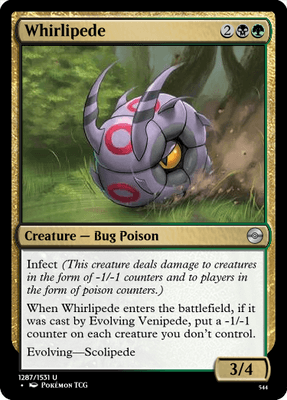 Whirlipede 2
Creature — Bug Poison
Infect (This creature deals damage to creatures
in the form of -1/-1 counters and to players
in the form of poison counters.)
When Whirlipede enters the battlefield, if it
was cast by Evolving Venipede, put a -1/-1
counter on each creature you don't control.
Evolving—Scolipede
3/4
1287/1531 U
• Pokémon TCG
544